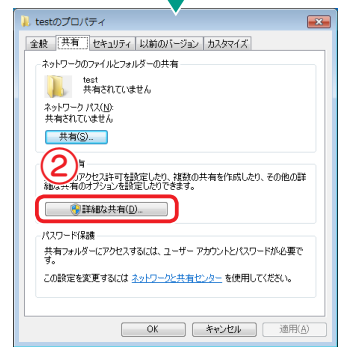 testのプロパティ
全般 共有 セキュリティ 以前のバージョン カスタマイズ
ネットワークのファイルとフォルダーの共有
test
共有されていません
ネットワーク パス(N):
共有されていません
共有(S)...
②
有
アクセス許可を設定したり、複数の共有を作成したり、その他の詳
細な共有のオプションを設定したりできます。
詳細な共有(D)...
パスワード保護
共有フォルダーにアクセスするには、ユーザー アカウントとパスワードが必要で
す。
この設定を変更するには ネットワークと共有センター を使用してください。
OK キャンセル 適用(A)